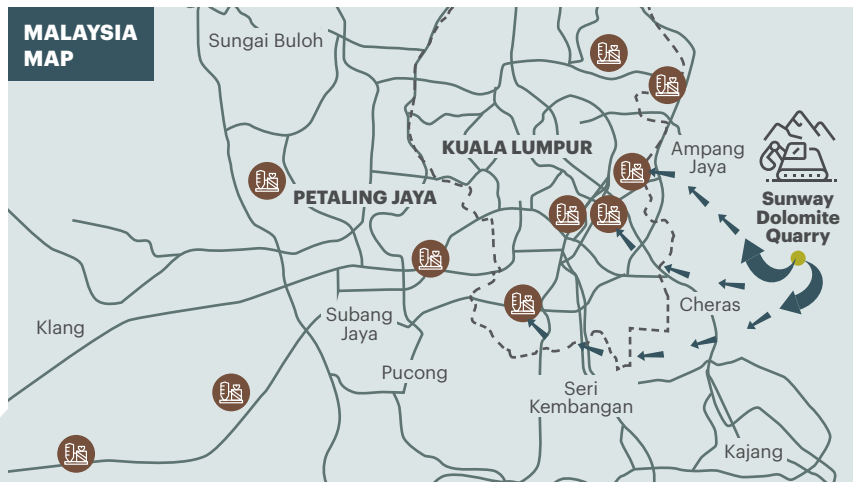 MALAYSIA
MAP
Sungai Buloh
KUALA LUMPUR
Ampang
Jaya
PETALING JAYA
Sunway
Dolomite
Quarry
Klang
Subang
Jaya
Cheras
Pucong
Seri
Kembangan
Kajang